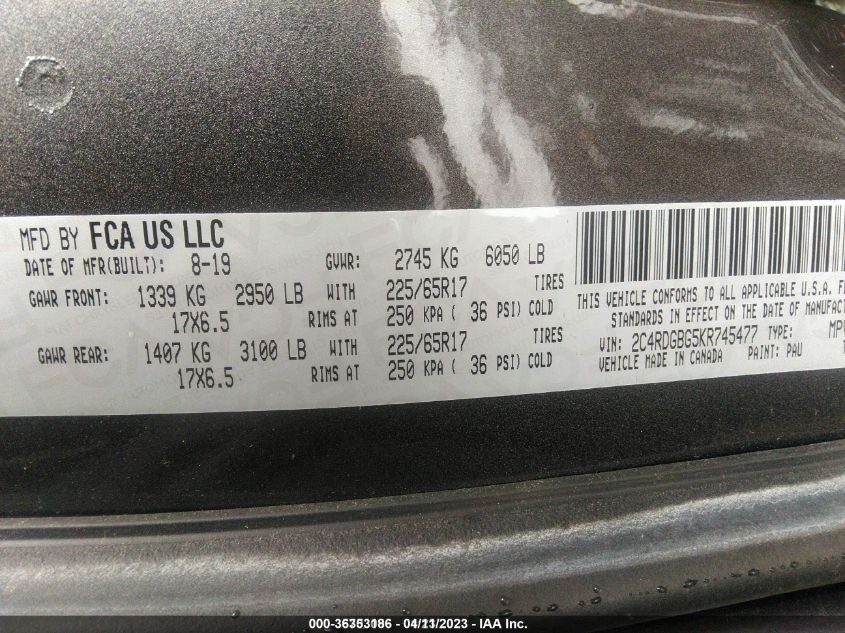 MFD BY FCA US LLC
DATE OF MFR(BUILT): 8-19 GVWR: 2745 KG 6050 LB
GAWR FRONT: 1339 KG 2950 LB WITH 225/65R17 TIRES
17X6.5 RIMS AT 250 KPA ( 36 PSI) COLD
GAWR REAR: 1407 KG 3100 LB WITH 225/65R17 TIRES
17X6.5 RIMS AT 250 KPA ( 36 PSI) COLD
THIS VEHICLE CONFORMS TO ALL APPLICABLE U.S.A.
STANDARDS IN EFFECT ON THE DATE OF
VIN: 2C4RDGBG5KR745477 TYPE:
VEHICLE MADE IN CANADA PAINT: PAU
000-36353186 - 04/11/2023 - IAA Inc.